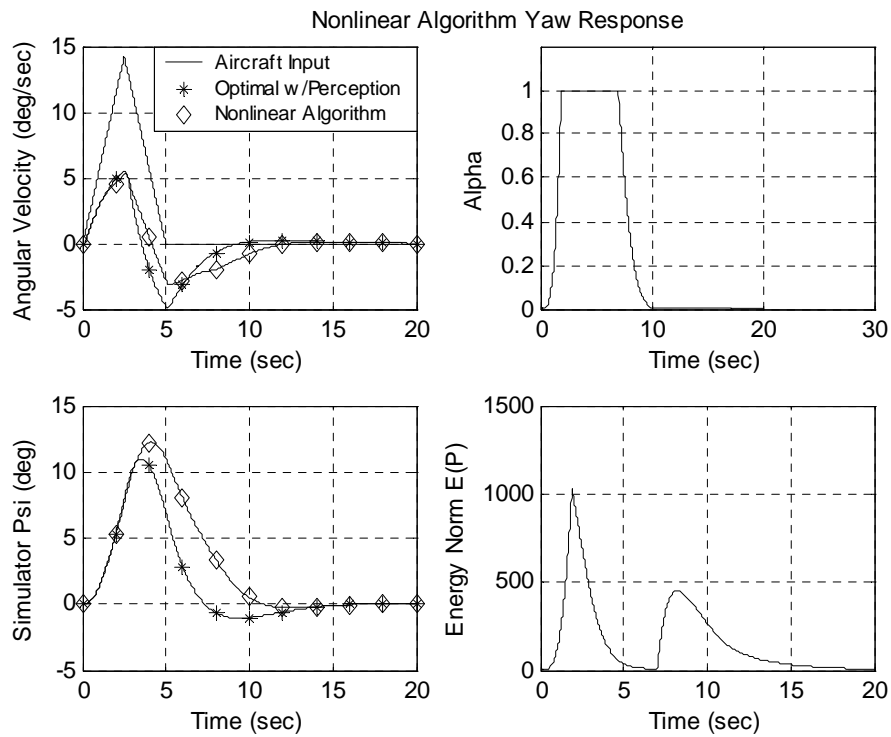 Nonlinear Algorithm Yaw Response
15
10
5
0
-5
Angular Velocity (deg/sec)
Aircraft Input
Optimal w/Perception
Nonlinear Algorithm
0 5 10 15 20
Time (sec)
1
0.8
0.6
0.4
0.2
0
Alpha
0 10 20 30
Time (sec)
15
10
5
0
-5
Simulator Psi (deg)
0 5 10 15 20
Time (sec)
1500
1000
500
0
Energy Norm E(P)
0 5 10 15 20
Time (sec)